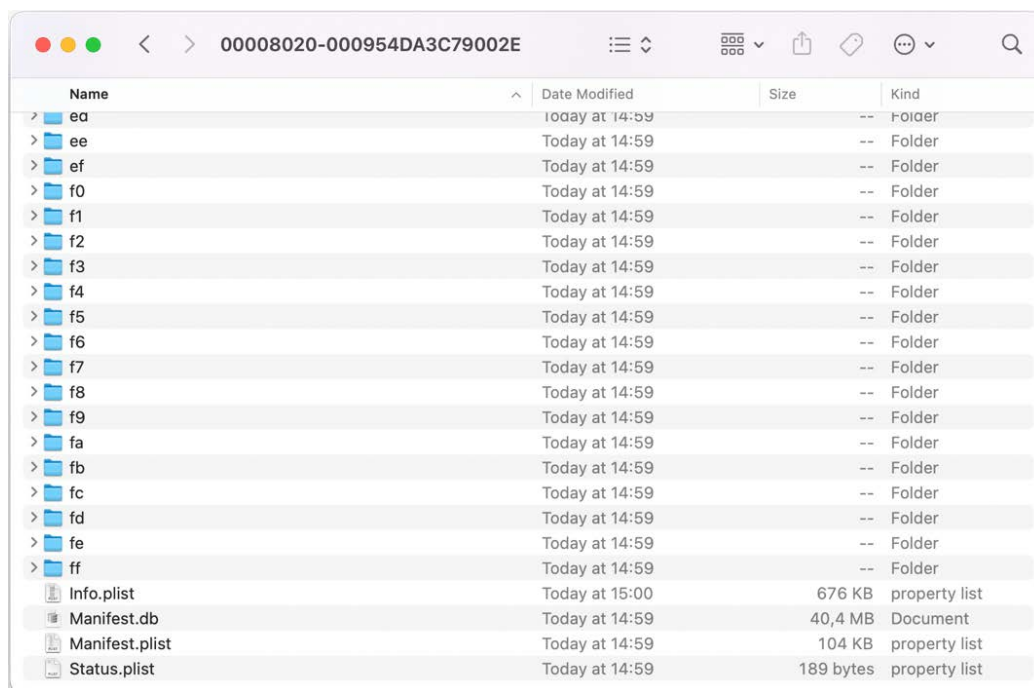 00008020-000954DA3C79002E
Name Date Modified Size Kind
ed Today at 14:59 -- Folder
ee Today at 14:59 -- Folder
ef Today at 14:59 -- Folder
f0 Today at 14:59 -- Folder
f1 Today at 14:59 -- Folder
f2 Today at 14:59 -- Folder
f3 Today at 14:59 -- Folder
f4 Today at 14:59 -- Folder
f5 Today at 14:59 -- Folder
f6 Today at 14:59 -- Folder
f7 Today at 14:59 -- Folder
f8 Today at 14:59 -- Folder
f9 Today at 14:59 -- Folder
fa Today at 14:59 -- Folder
fb Today at 14:59 -- Folder
fc Today at 14:59 -- Folder
fd Today at 14:59 -- Folder
fe Today at 14:59 -- Folder
ff Today at 14:59 -- Folder
Info.plist Today at 15:00 676 KB property list
Manifest.db Today at 14:59 40,4 MB Document
Manifest.plist Today at 14:59 104 KB property list
Status.plist Today at 14:59 189 bytes property list